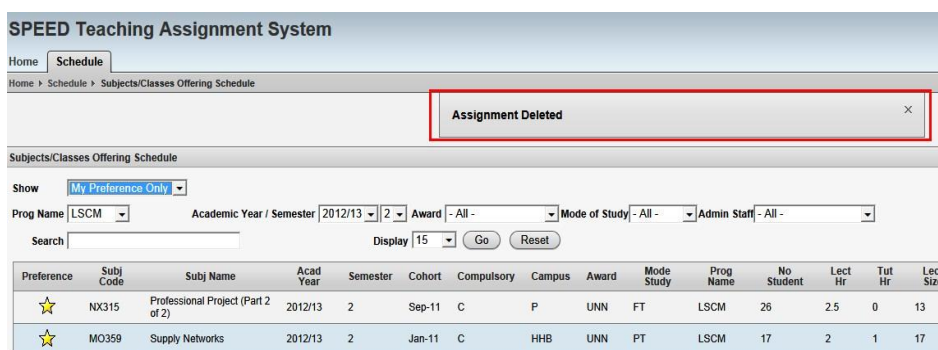 SPEED Teaching Assignment System
Home Schedule
Home Schedule Subjects/Classes Offering Schedule
Assignment Deleted ×
Subjects/Classes Offering Schedule
Show My Preference Only
Prog Name LSCM Academic Year / Semester 2012/13 2 Award - All - Mode of Study - All - Admin Staff - All -
Search Display 15 Go Reset
Preference Subj Code Subj Name Acad Year Semester Cohort Compulsory Campus Award Mode Study Prog Name No Student Lect Hr Tut Hr
NX315 Professional Project (Part 2 of 2) 2012/13 2 Sep-11 C P UNN FT LSCM 26 2.5 0 13
MO359 Supply Networks 2012/13 2 Jan-11 C HHB UNN PT LSCM 17 2 1 17